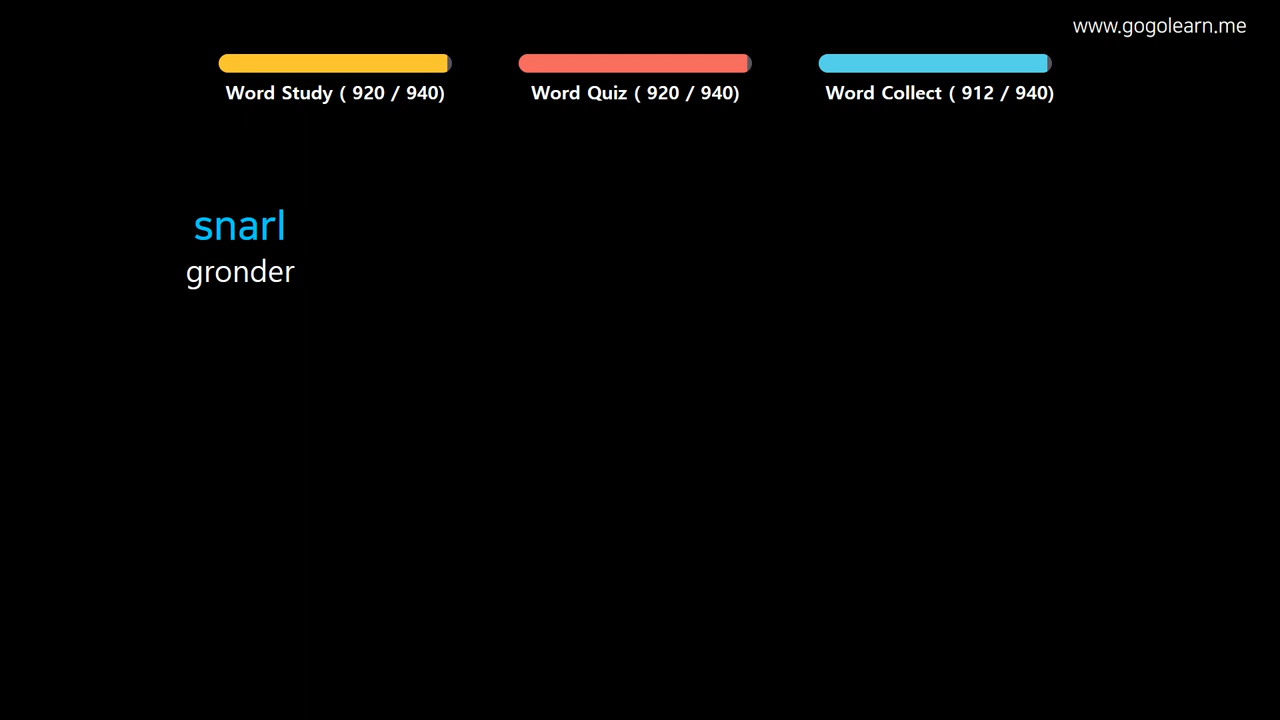 www.gogolearn.me
Word Study ( 920 / 940)
Word Quiz ( 920 / 940)
Word Collect ( 912 / 940)
snarl
gronder